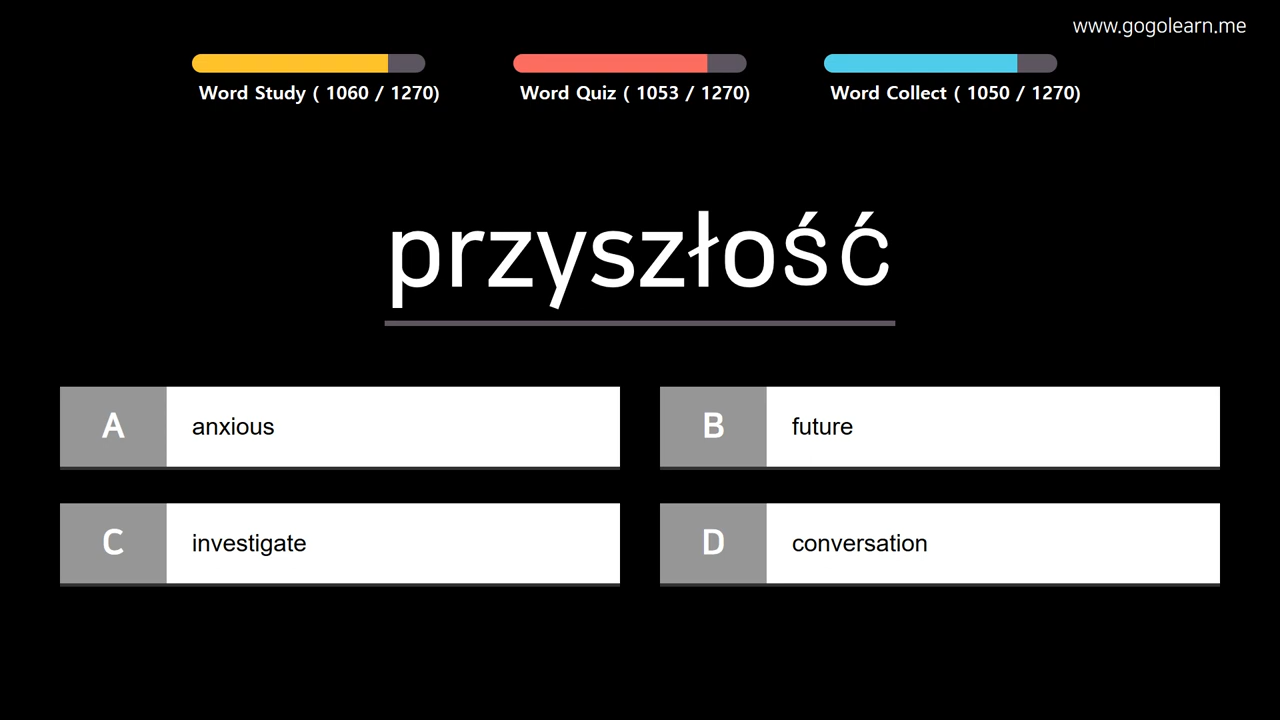 www.gogolearn.me
Word Study ( 1060 / 1270)
Word Quiz ( 1053 / 1270)
Word Collect ( 1050 / 1270)
przyszłość
A anxious
B future
C investigate
D conversation